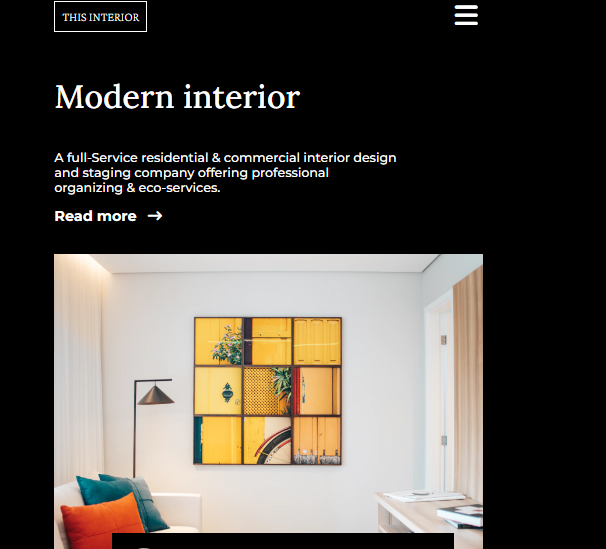 THIS INTERIOR
Modern interior
A full-Service residential & commercial interior design
and staging company offering professional
organizing & eco-services.
Read more →